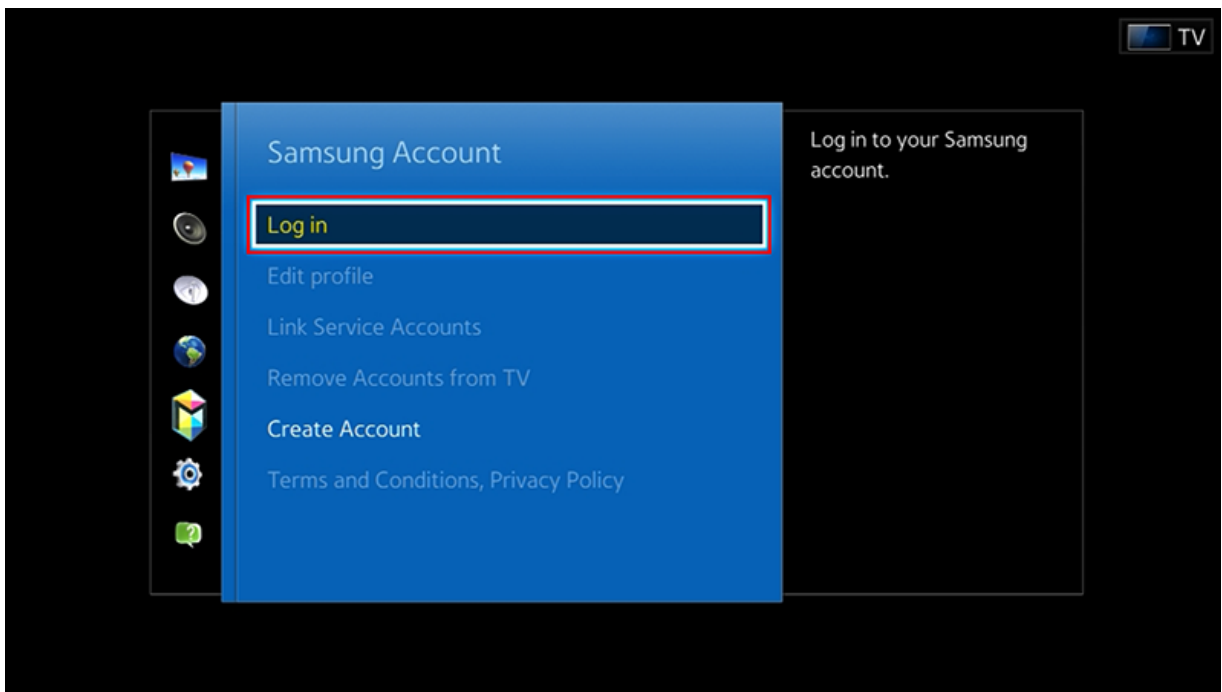 TV
Samsung Account
Log in
Edit profile
Link Service Accounts
Remove Accounts from TV
Create Account
Terms and Conditions, Privacy Policy
Log in to your Samsung
account.